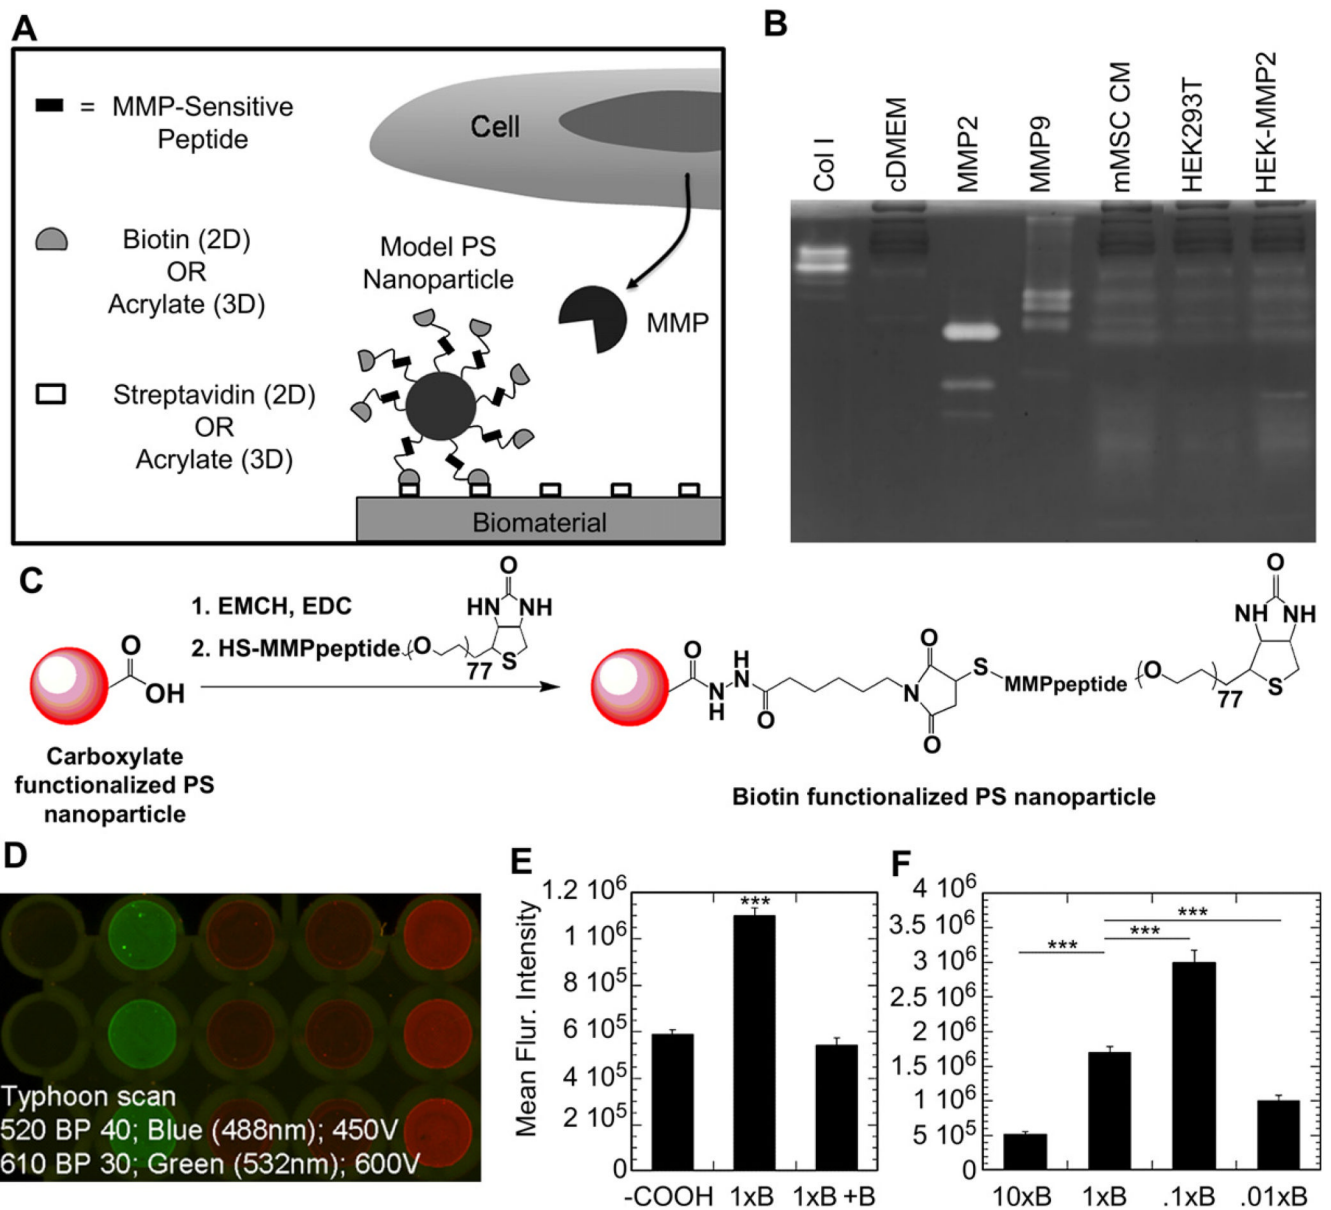 A
= MMP-Sensitive
Peptide
Biotin (2D)
OR
Acrylate (3D)
Streptavidin (2D)
OR
Acrylate (3D)
Cell
Model PS
Nanoparticle
MMP
Biomaterial
B
Col I
cDMEM
MMP2
MMP9
mMSC CM
HEK293T
HEK-MMP2
C
O
OH
Carboxylate
functionalized PS
nanoparticle
1. EMCH, EDC
2. HS-MMPpeptide
(O
)77
O
HN NH
S
O
N
H
H
N
O
O
N
O
S
MMPpeptide
(O
)77
O
NH NH
S
Biotin functionalized PS nanoparticle
D
Typhoon scan
520 BP 40; Blue (488nm); 450V
610 BP 30; Green (532nm); 600V
E
Mean Flur. Intensity
1.2 10⁶
1 10⁶
8 10⁵
6 10⁵
4 10⁵
2 10⁵
0
***
-COOH 1xB 1xB +B
F
4 10⁶
3.5 10⁶
3 10⁶
2.5 10⁶
2 10⁶
1.5 10⁶
1 10⁶
5 10⁵
0
***
***
***
10xB 1xB .1xB .01xB